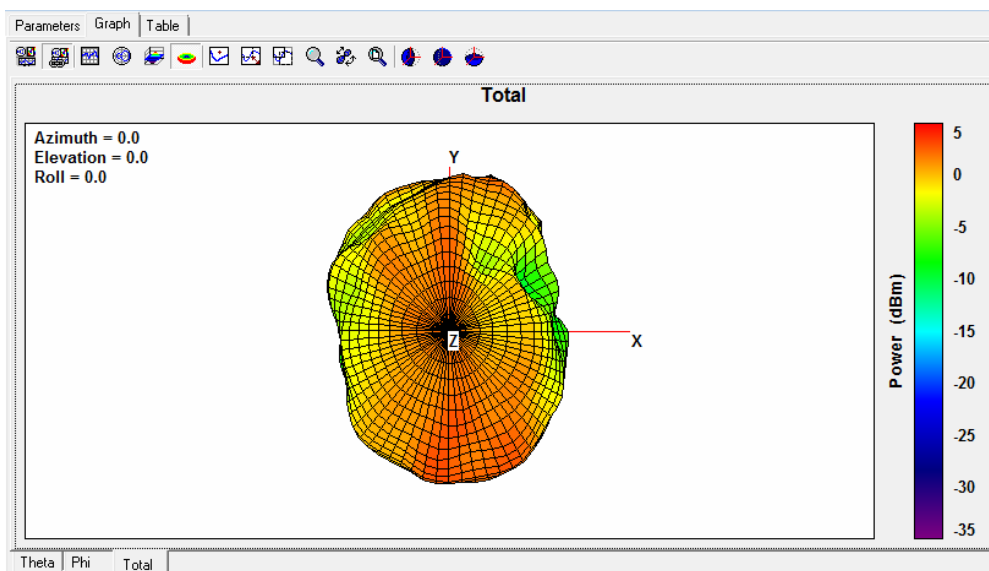 Parameters Graph Table
Total
Azimuth = 0.0
Elevation = 0.0
Roll = 0.0
Y
X
Z
5
0
-5
-10
-15
-20
-25
-30
-35
Power (dBm)
Theta Phi Total